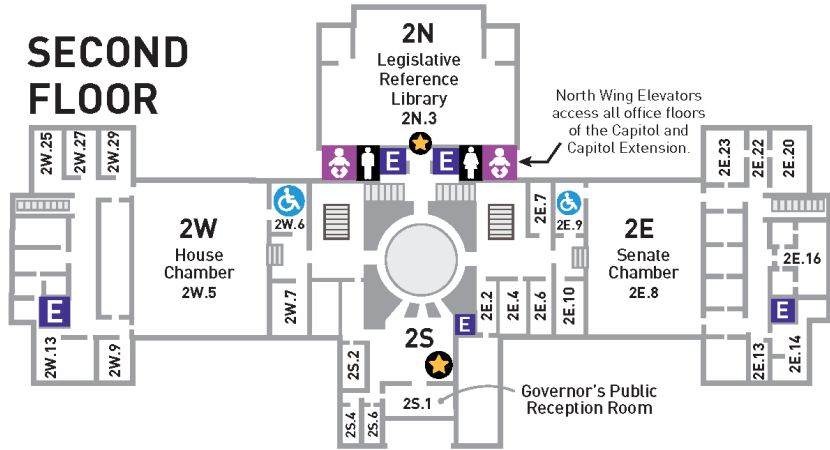 SECOND
FLOOR
2N
Legislative
Reference
Library
2N.3
North Wing Elevators
access all office floors
of the Capitol and
Capitol Extension.
E
E
2W.25
2W.27
2W.29
2E.23
2E.22
2E.20
2W
House
Chamber
2W.5
2W.6
2E.7
2E.9
2E
Senate
Chamber
2E.8
2E.16
E
2W.7
2E.2
2E.4
2E.6
2E.10
E
E
2W.13
2W.9
2S
2S.2
2E.13
2E.14
2S.1
2S.4
2S.6
Governor's Public
Reception Room